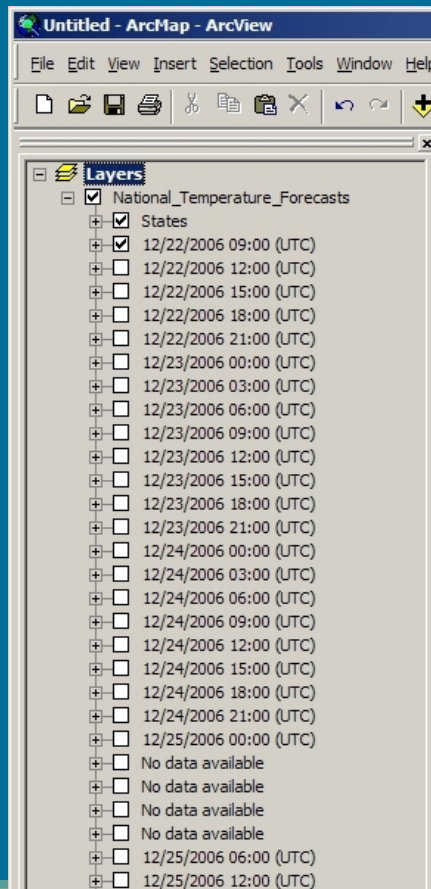 Untitled - ArcMap - ArcView
File Edit View Insert Selection Tools Window Help
Layers
National_Temperature_Forecasts
States
12/22/2006 09:00 (UTC)
12/22/2006 12:00 (UTC)
12/22/2006 15:00 (UTC)
12/22/2006 18:00 (UTC)
12/22/2006 21:00 (UTC)
12/23/2006 00:00 (UTC)
12/23/2006 03:00 (UTC)
12/23/2006 06:00 (UTC)
12/23/2006 09:00 (UTC)
12/23/2006 12:00 (UTC)
12/23/2006 15:00 (UTC)
12/23/2006 18:00 (UTC)
12/23/2006 21:00 (UTC)
12/24/2006 00:00 (UTC)
12/24/2006 03:00 (UTC)
12/24/2006 06:00 (UTC)
12/24/2006 09:00 (UTC)
12/24/2006 12:00 (UTC)
12/24/2006 15:00 (UTC)
12/24/2006 18:00 (UTC)
12/24/2006 21:00 (UTC)
12/25/2006 00:00 (UTC)
No data available
No data available
No data available
No data available
12/25/2006 06:00 (UTC)
12/25/2006 12:00 (UTC)